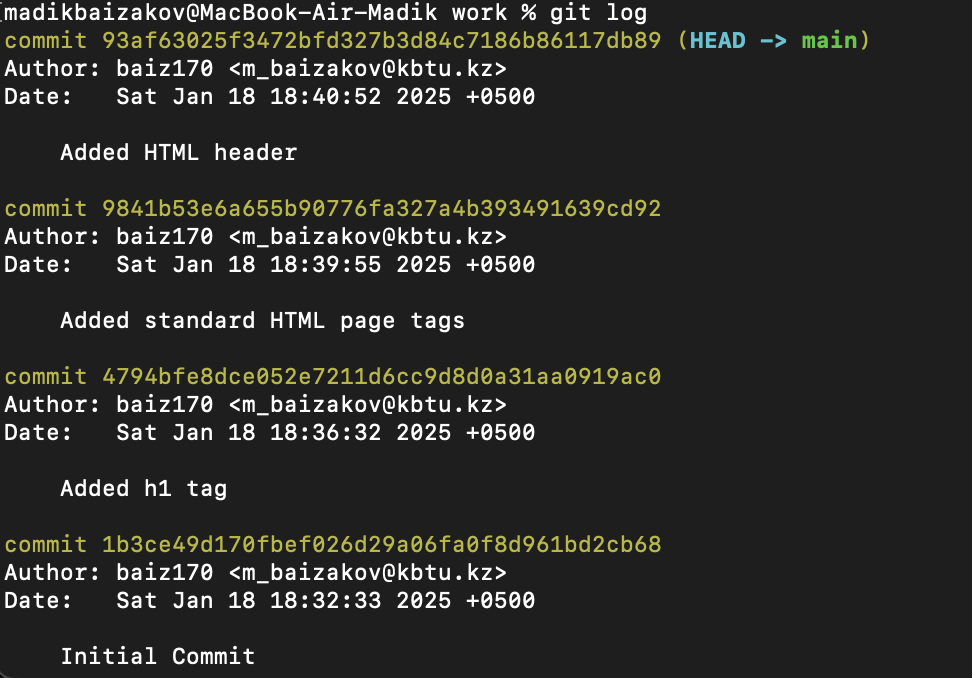 madikbaizakov@MacBook-Air-Madik work % git log
commit 93af63025f3472bfd327b3d84c7186b86117db89 (HEAD -> main)
Author: baiz170 <m_baizakov@kbtu.kz>
Date:   Sat Jan 18 18:40:52 2025 +0500
Added HTML header
commit 9841b53e6a655b90776fa327a4b393491639cd92
Author: baiz170 <m_baizakov@kbtu.kz>
Date:   Sat Jan 18 18:39:55 2025 +0500
Added standard HTML page tags
commit 4794bfe8dce052e7211d6cc9d8d0a31aa0919ac0
Author: baiz170 <m_baizakov@kbtu.kz>
Date:   Sat Jan 18 18:36:32 2025 +0500
Added h1 tag
commit 1b3ce49d170fbef026d29a06fa0f8d961bd2cb68
Author: baiz170 <m_baizakov@kbtu.kz>
Date:   Sat Jan 18 18:32:33 2025 +0500
Initial Commit